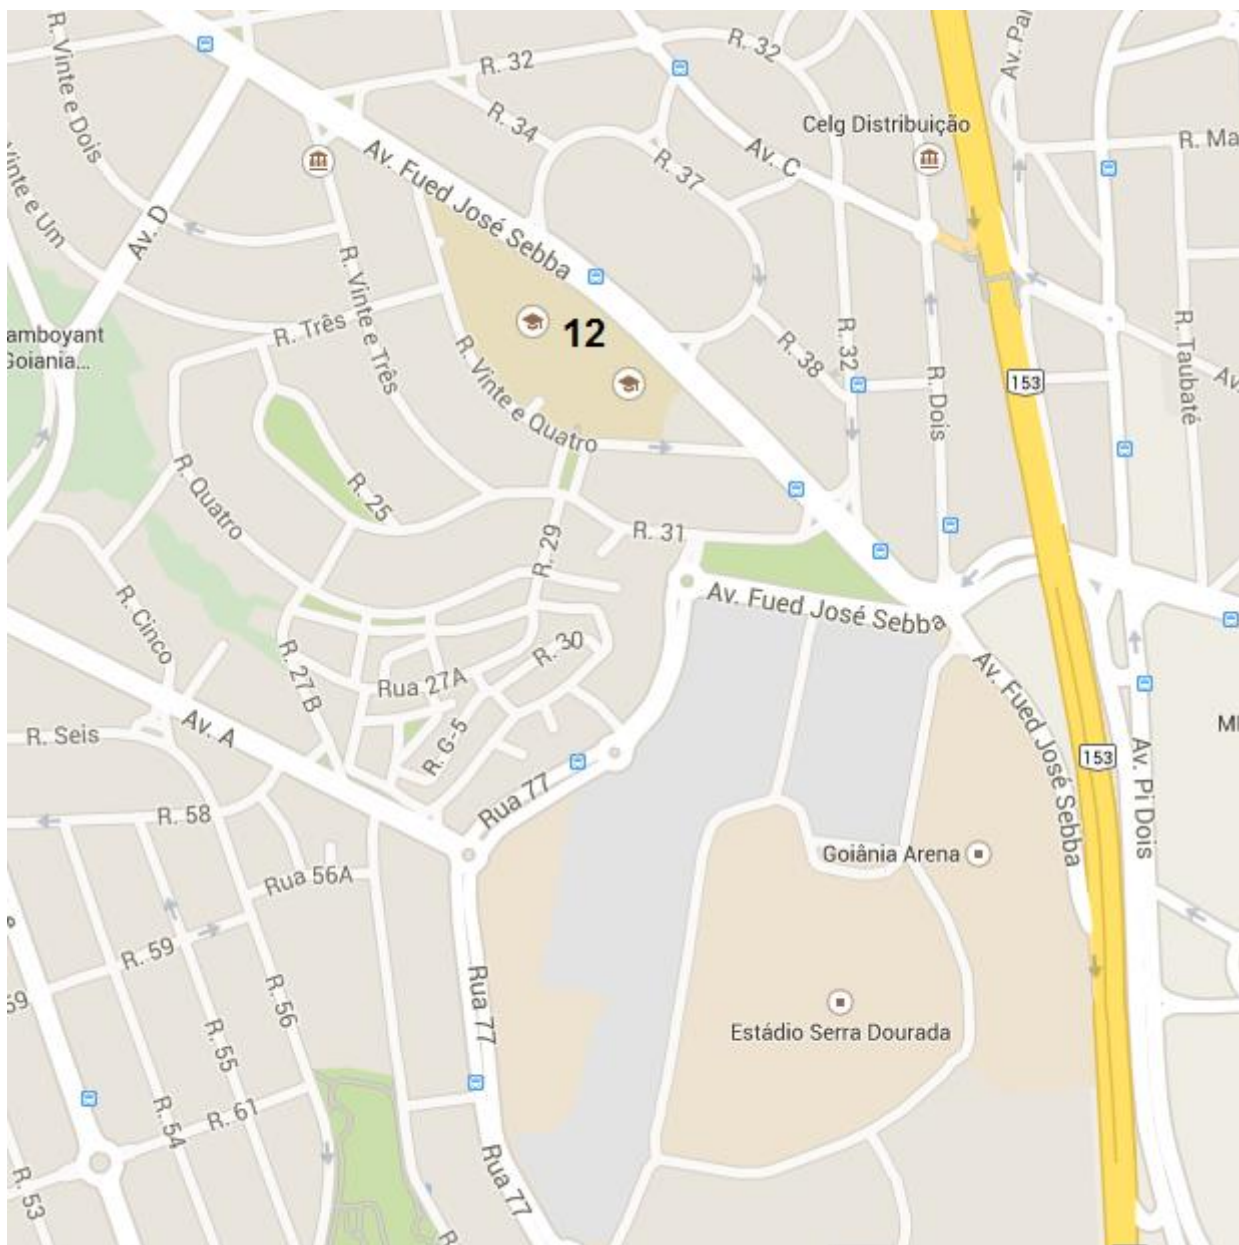 R. Vinte e Dois
R. 32
R. 32
Av. Pa
R. 34
Celg Distribuição
R. Ma
Vinte e Um
Av. D
Av. Fued José Sebba
R. 37
Av. C
R. Vinte e Três
amboyant
Goiania...
R. Três
12
R. 38
R. 32
R. Dois
153
R. Taubaté
Av.
R. Vinte e Quatro
R. Quatro
R. 25
R. 29
R. 31
R. Cinco
Av. Fued José Sebba
R. 27 B
R. 30
Rua 27A
Av. Fued José Sebba
R. Seis
Av. A
R. G-5
153
Av. Pi Dois
R. 58
Rua 77
Goiânia Arena
Rua 56A
R. 59
59
R. 56
Rua 77
R. 55
Estádio Serra Dourada
R. 54
R. 61
R. 53
Rua 77
R.